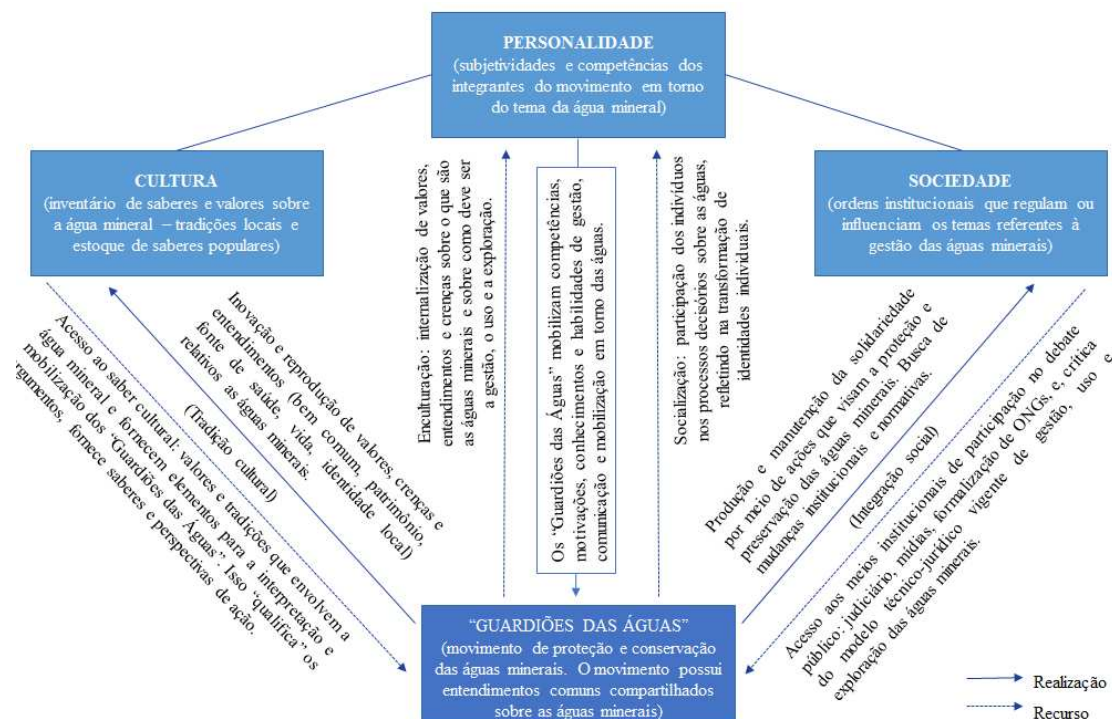 PERSONALIDADE
(subjetividades e competências dos
integrantes do movimento em torno
do tema da água mineral)
CULTURA
(inventário de saberes e valores sobre
a água mineral – tradições locais e
estoque de saberes populares)
SOCIEDADE
(ordens institucionais que regulam ou
influenciam os temas referentes à
gestão das águas minerais)
Enculturação: internalização de valores,
entendimentos e crenças sobre o que são
as águas minerais e sobre como deve ser
a gestão, o uso e a exploração.
Os “Guardiões das Águas” mobilizam competências,
motivações, conhecimentos e habilidades de gestão,
comunicação e mobilização em torno das águas.
Socialização: participação dos indivíduos
nos processos decisórios sobre as águas,
refletindo na transformação de
identidades individuais.
Inovação e reprodução de valores, crenças e
entendimentos (bem comum, patrimônio,
fonte de saúde, vida, identidade local)
relativos as águas minerais.
(Tradição cultural)
Acesso ao saber cultural: valores e tradições que envolvem a
água mineral e fornecem elementos para a interpretação e
mobilização dos “Guardiões das Águas”. Isso “qualifica” os
argumentos, fornece saberes e perspectivas de ação.
Produção e manutenção da solidariedade
por meio de ações que visam a proteção e
preservação das águas minerais. Busca de
mudanças institucionais e normativas.
(Integração social)
Acesso aos meios institucionais de participação no debate
público: judiciário, mídias, formalização de ONGs, e, crítica
do modelo técnico-jurídico vigente de gestão, uso e
exploração das águas minerais.
“GUARDIÕES DAS ÁGUAS”
(movimento de proteção e conservação
das águas minerais. O movimento possui
entendimentos comuns compartilhados
sobre as águas minerais)
Realização
Recurso